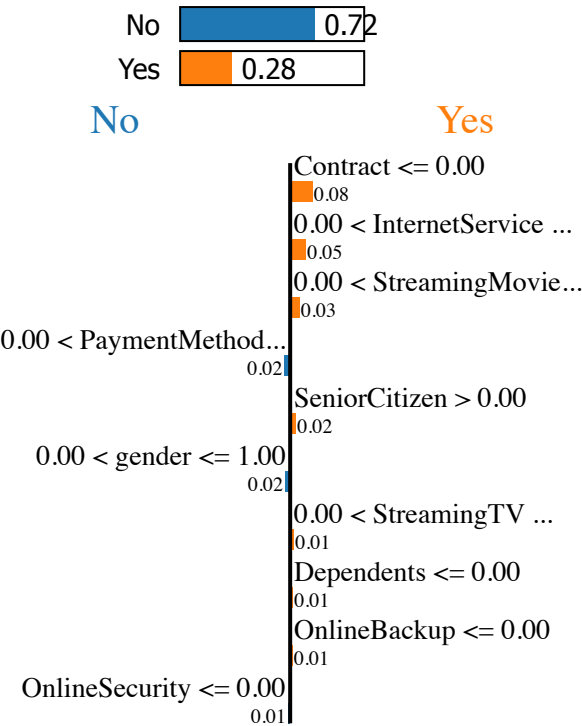 No 0.72
Yes 0.28
No Yes
Contract <= 0.00
0.08
0.00 < InternetService ...
0.05
0.00 < StreamingMovie...
0.03
0.00 < PaymentMethod...
0.02
SeniorCitizen > 0.00
0.02
0.00 < gender <= 1.00
0.02
0.00 < StreamingTV ...
0.01
Dependents <= 0.00
0.01
OnlineBackup <= 0.00
0.01
OnlineSecurity <= 0.00
0.01